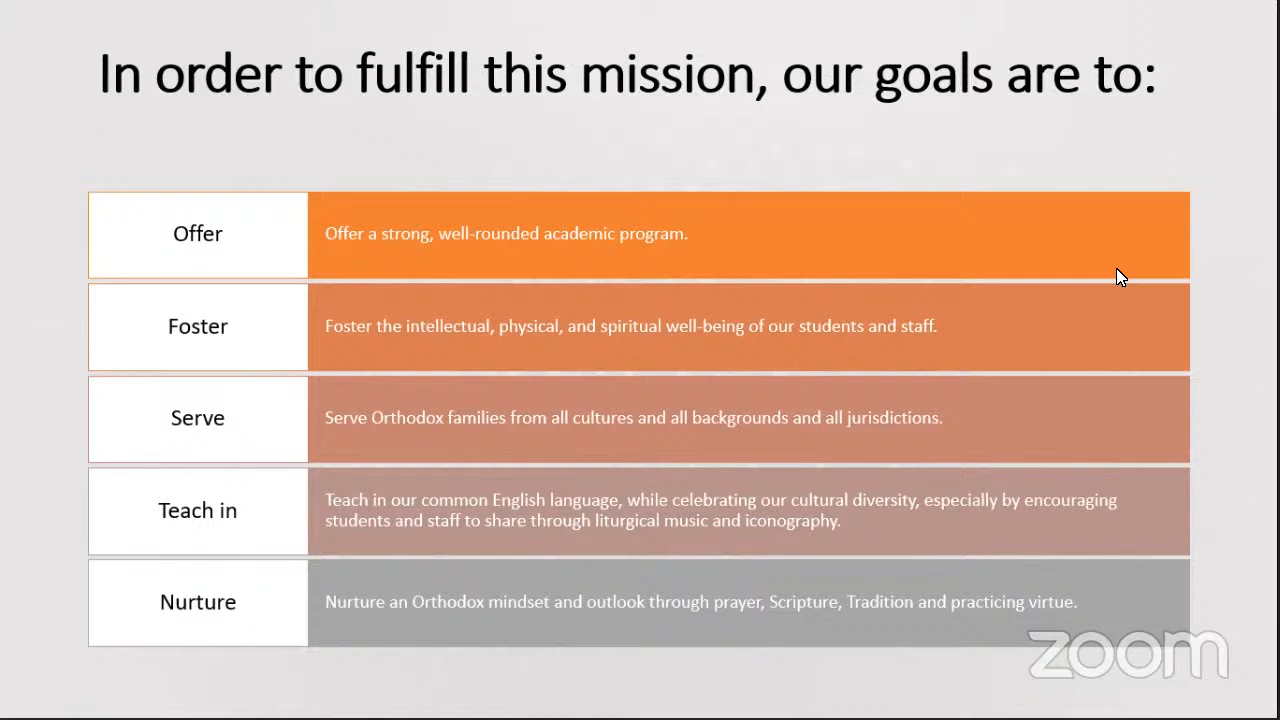 In order to fulfill this mission, our goals are to:
Offer
Offer a strong, well-rounded academic program.
Foster
Foster the intellectual, physical, and spiritual well-being of our students and staff.
Serve
Serve Orthodox families from all cultures and all backgrounds and all jurisdictions.
Teach in
Teach in our common English language, while celebrating our cultural diversity, especially by encouraging
students and staff to share through liturgical music and iconography.
Nurture
Nurture an Orthodox mindset and outlook through prayer, Scripture, Tradition and practicing virtue.
zoom